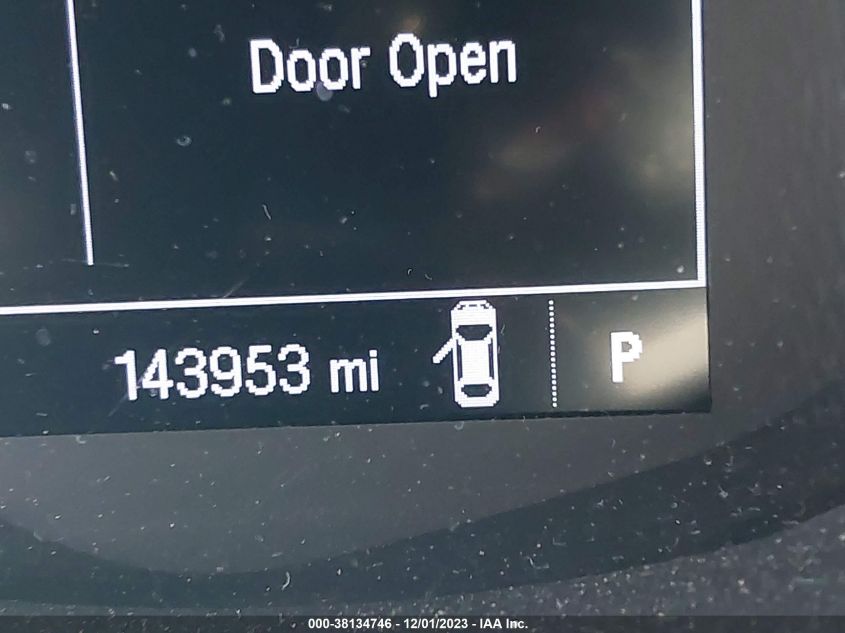 Door Open
143953 mi P
000-38134746 - 12/01/2023 - IAA Inc.